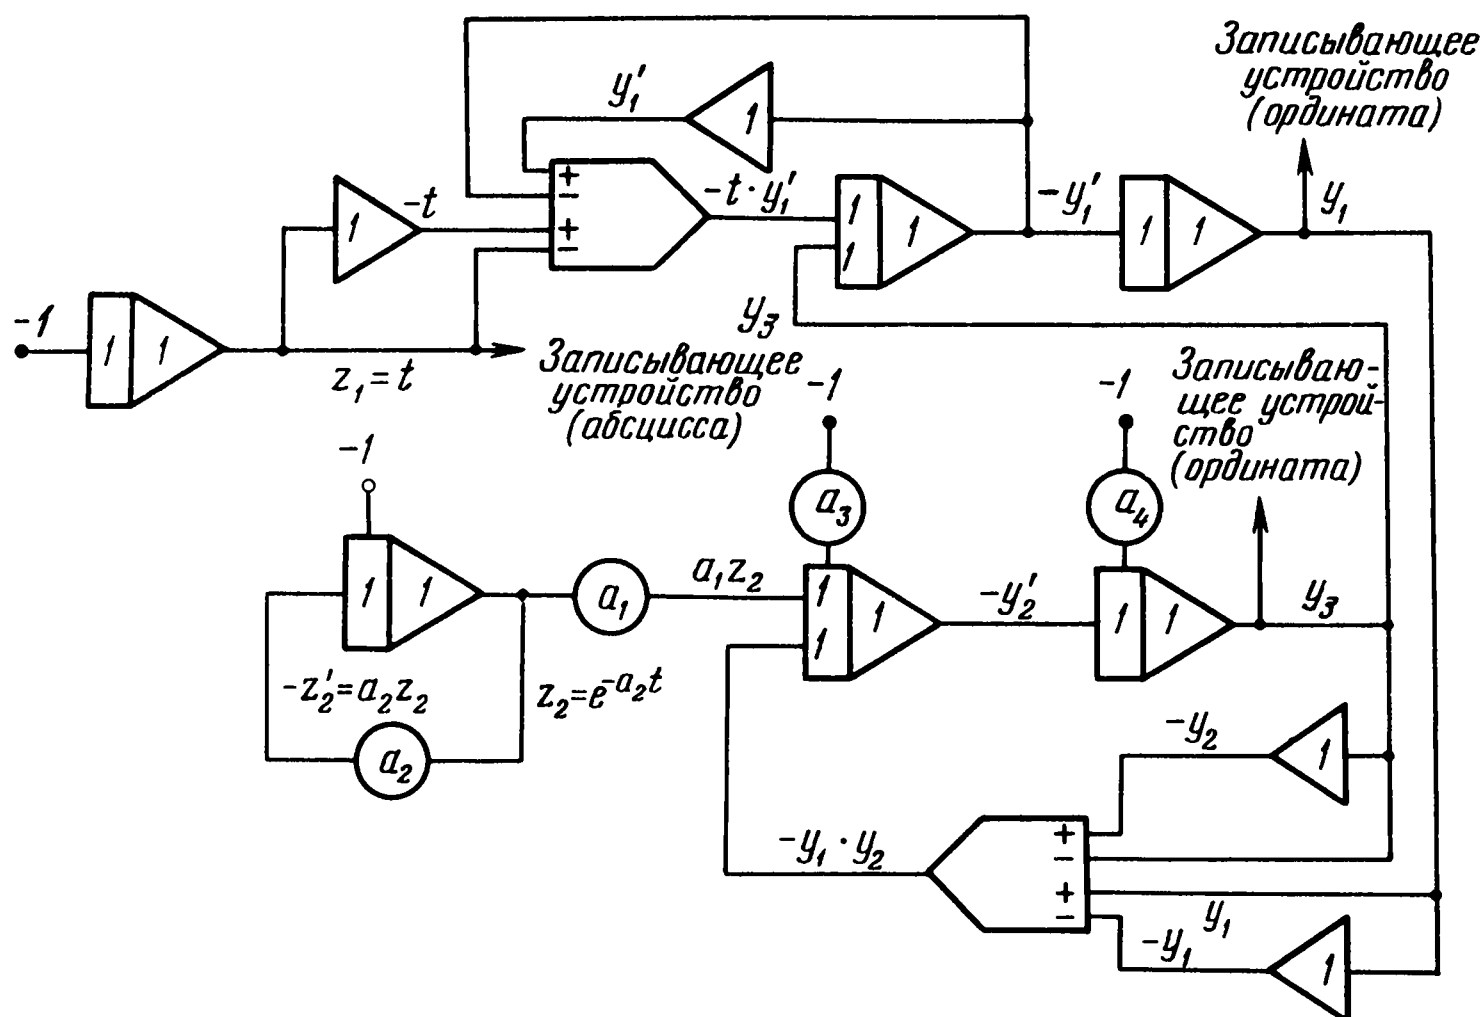 Записывающее
устройство
(ордината)
y₁'
1
+
−
+
−
1
-t
-t·y₁'
1
1
1
-y₁'
1
1
y₁
-1
1
1
z₁=t
Записывающее
устройство
(абсцисса)
y₃
-1
-1
Записываю-
щее устрой-
ство
(ордината)
-1
a₃
a₄
1
1
a₁
a₁z₂
1
1
1
-y₂'
1
1
y₃
-z₂'=a₂z₂
z₂=e^{-a₂t}
a₂
-y₂
1
-y₁·y₂
+
−
+
−
y₁
-y₁
1